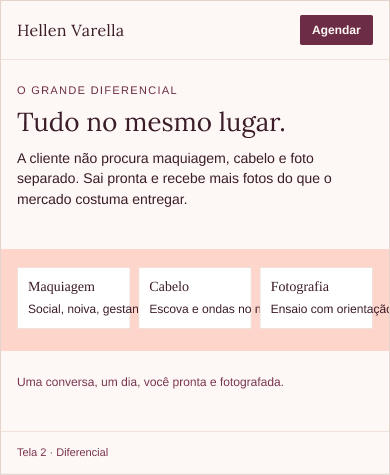 Hellen Varella
Agendar
O GRANDE DIFERENCIAL
Tudo no mesmo lugar.
A cliente não procura maquiagem, cabelo e foto
separado. Sai pronta e recebe mais fotos do que o
mercado costuma entregar.
Maquiagem
Social, noiva,
Cabelo
Escova e ondas no
Fotografia
Ensaio com orientação
Uma conversa, um dia, você pronta e fotografada.
Tela 2 · Diferencial